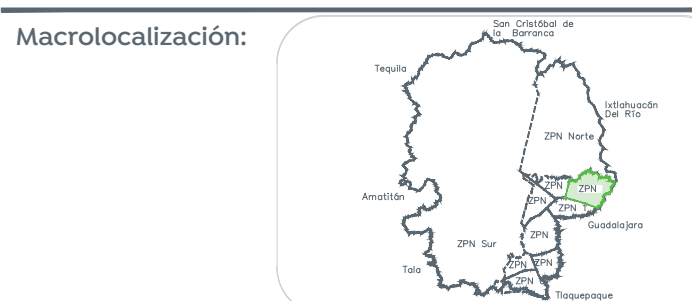 Macrolocalización:
San Cristóbal de
la Barranca
Tequila
Ixtlahuacán
Del Río
ZPN Norte
ZPN
ZPN
Amatitán
ZPN
ZPN
Guadalajara
ZPN
ZPN Sur
Tala
ZPN
ZPN
ZPN
Tlaquepaque